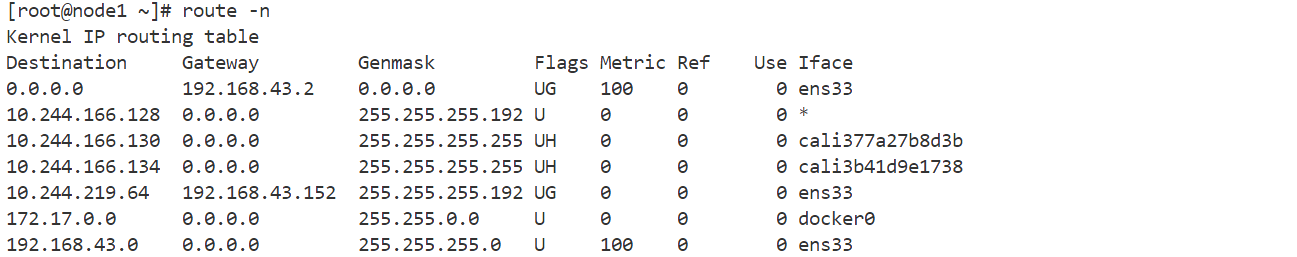 [root@node1 ~]# route -n
Kernel IP routing table
Destination     Gateway         Genmask         Flags Metric Ref    Use Iface
0.0.0.0         192.168.43.2    0.0.0.0         UG    100    0        0 ens33
10.244.166.128  0.0.0.0         255.255.255.192 U     0      0        0 *
10.244.166.130  0.0.0.0         255.255.255.255 UH    0      0        0 cali377a27b8d3b
10.244.166.134  0.0.0.0         255.255.255.255 UH    0      0        0 cali3b41d9e1738
10.244.219.64   192.168.43.152  255.255.255.192 UG    0      0        0 ens33
172.17.0.0      0.0.0.0         255.255.0.0     U     0      0        0 docker0
192.168.43.0    0.0.0.0         255.255.255.0   U     100    0        0 ens33